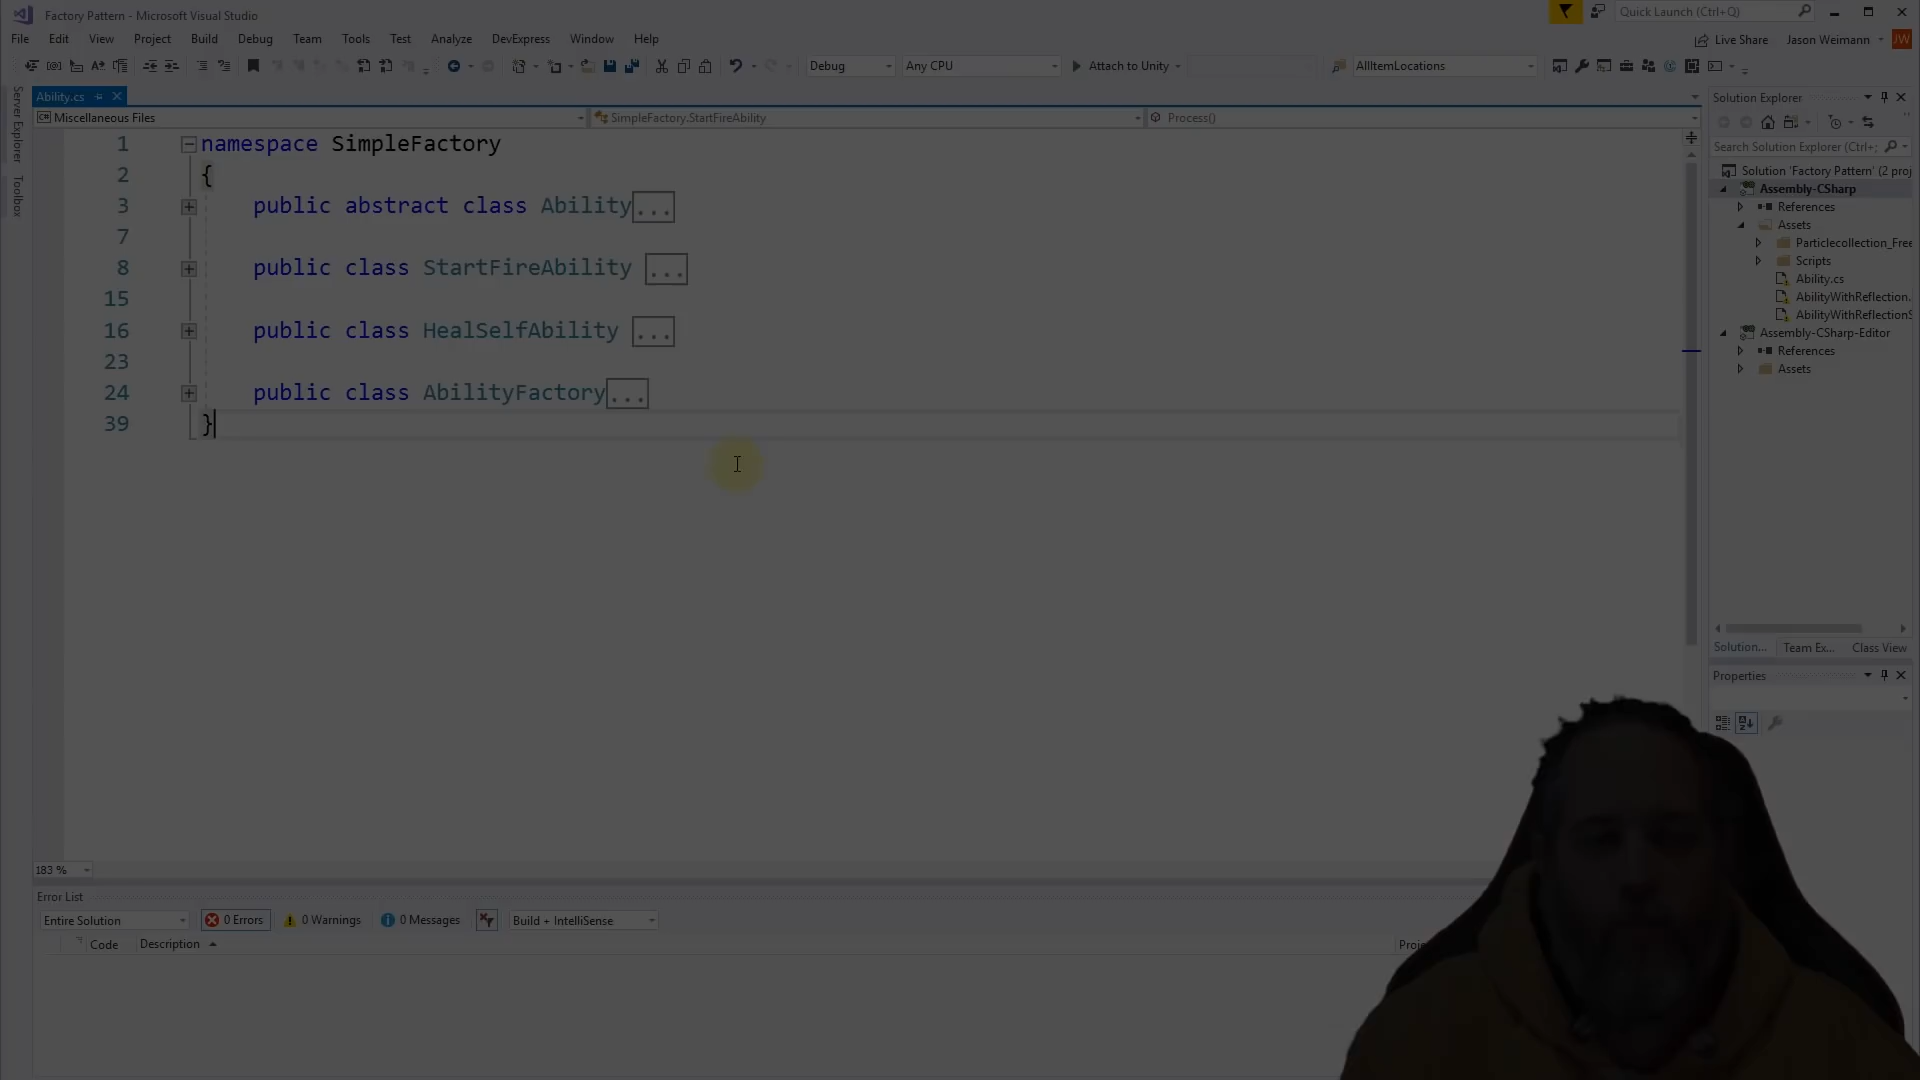 Factory Pattern - Microsoft Visual Studio
Quick Launch (Ctrl+Q)
File Edit View Project Build Debug Team Tools Test Analyze DevExpress Window Help
Live Share Jason Weimann JW
Debug Any CPU Attach to Unity AllItemLocations
Server Explorer
Toolbox
Ability.cs
Miscellaneous Files SimpleFactory.StartFireAbility Process()
1 namespace SimpleFactory
2 {
3 public abstract class Ability...
7
8 public class StartFireAbility ...
15
16 public class HealSelfAbility ...
23
24 public class AbilityFactory...
39 }
183 %
Error List
Entire Solution 0 Errors 0 Warnings 0 Messages Build + IntelliSense
Code Description Proje
Solution Explorer
Search Solution Explorer (Ctrl+;
Solution 'Factory Pattern' (2 proj
Assembly-CSharp
References
Assets
Particlecollection_Free
Scripts
Ability.cs
AbilityWithReflection.
AbilityWithReflectionS
Assembly-CSharp-Editor
References
Assets
Solution... Team Ex... Class View
Properties